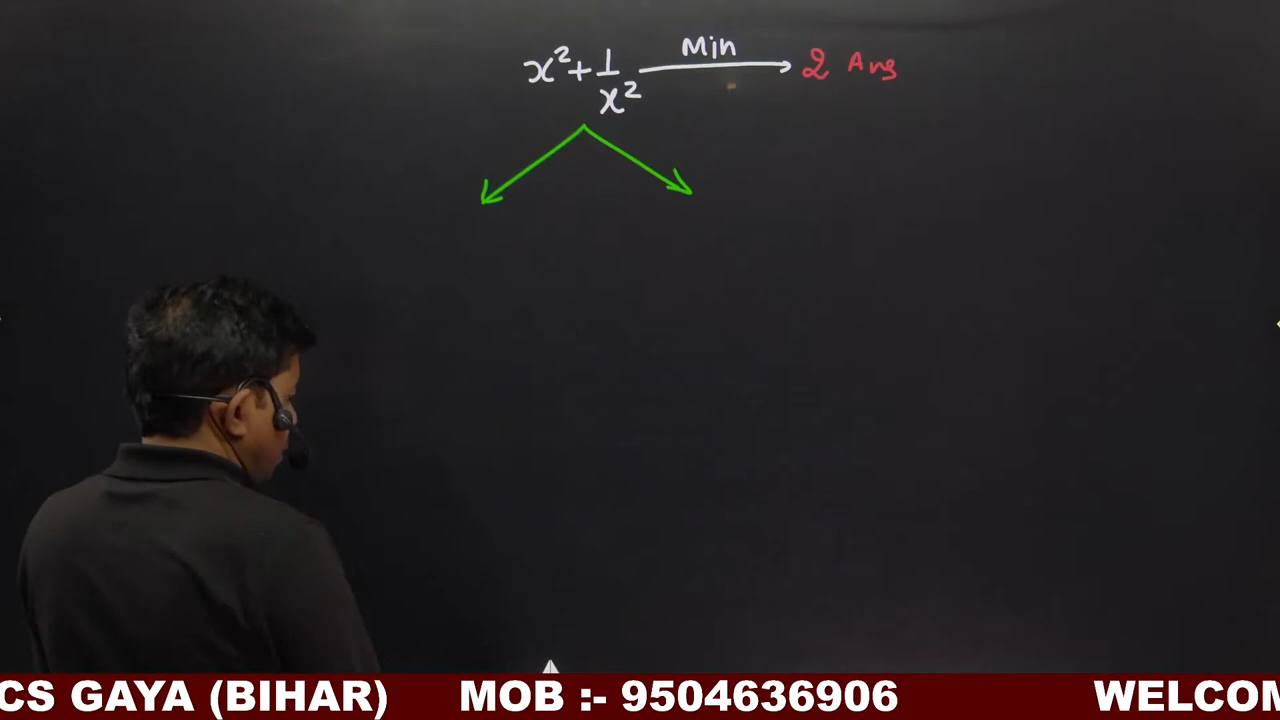 x² + 1/x² Min → 2 Ans
CS GAYA (BIHAR) MOB :- 9504636906 WELCOM